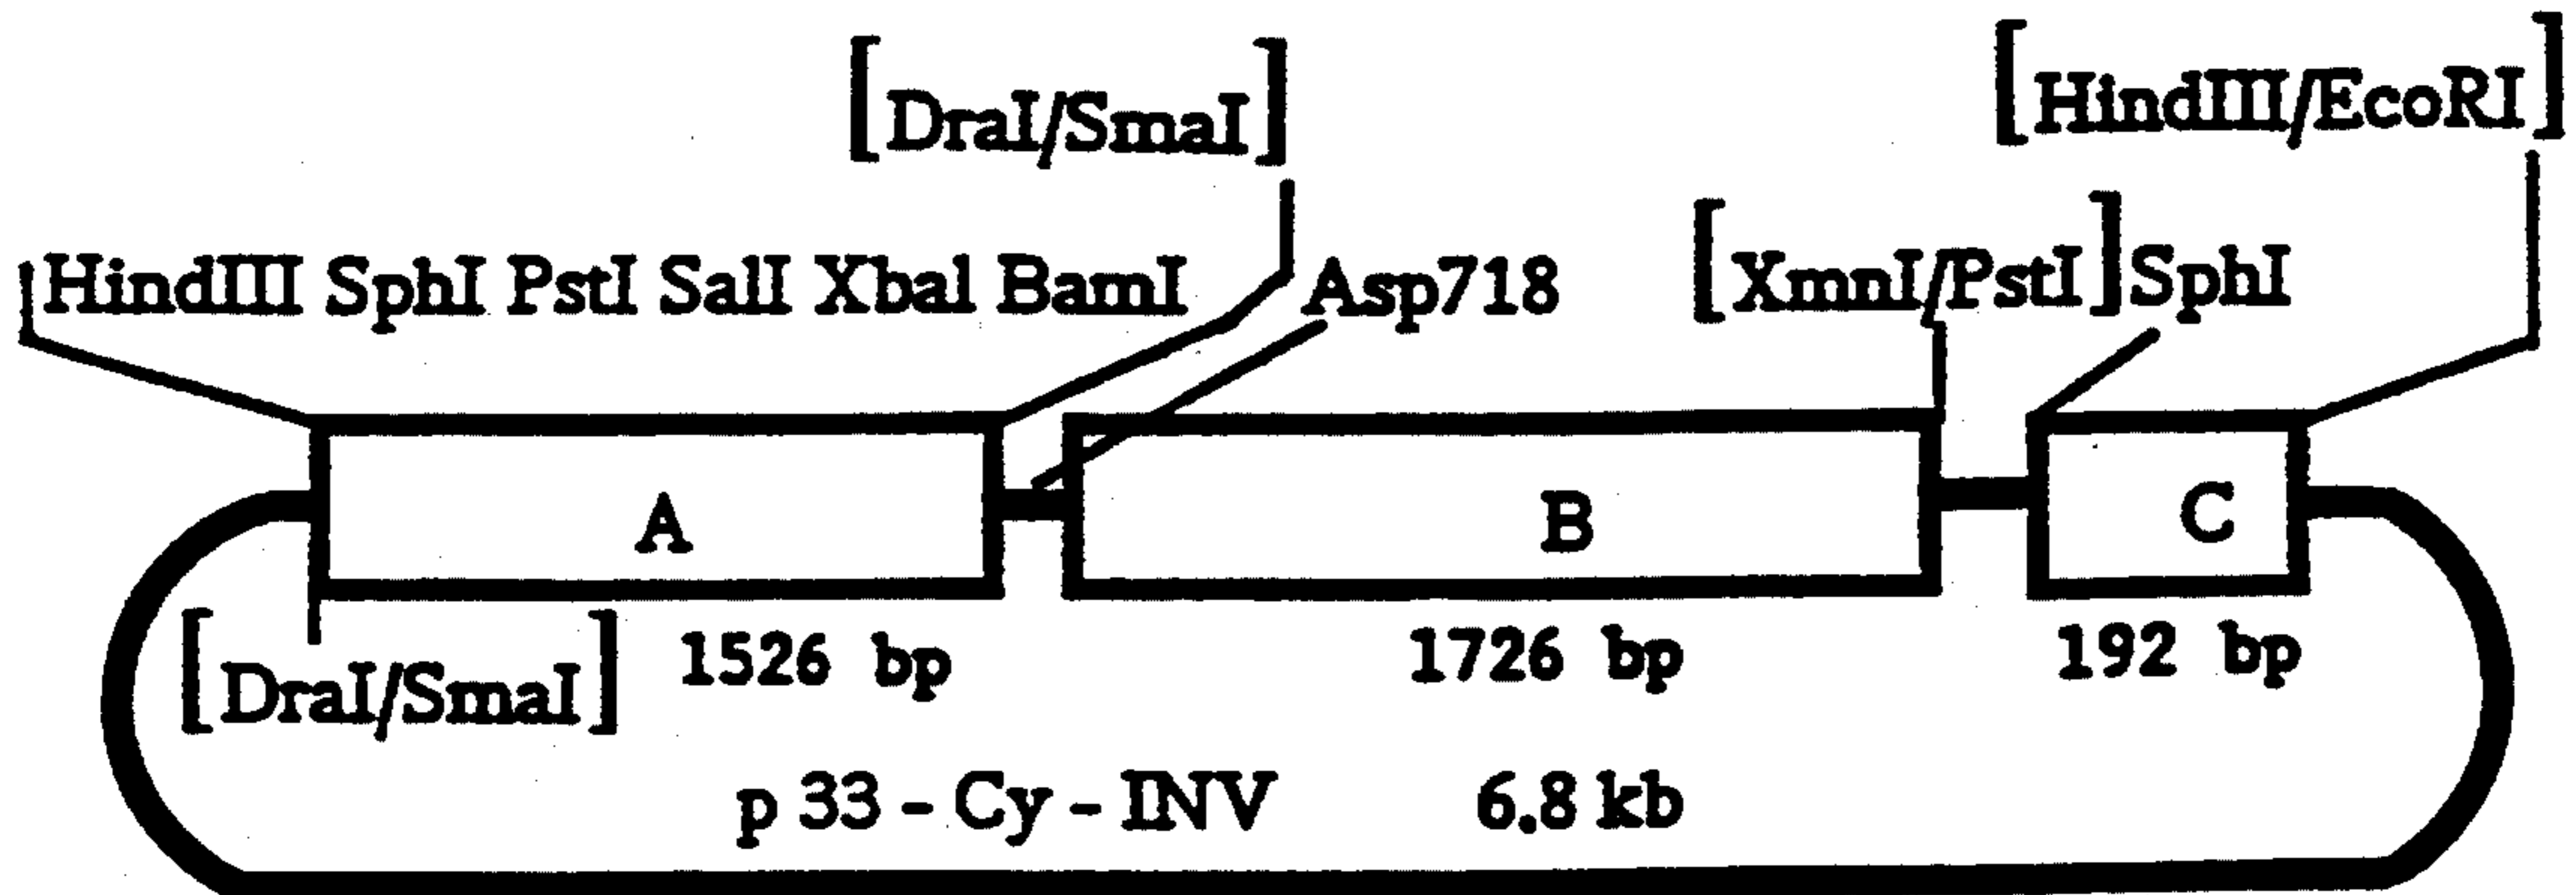 [DraI/SmaI]
[HindIII/EcoRI]
HindIII SphI PstI SalI XbaI BamI
Asp718
[XmnI/PstI] SphI
A
B
C
[DraI/SmaI]
1526 bp
1726 bp
192 bp
p 33 - Cy - INV 6.8 kb